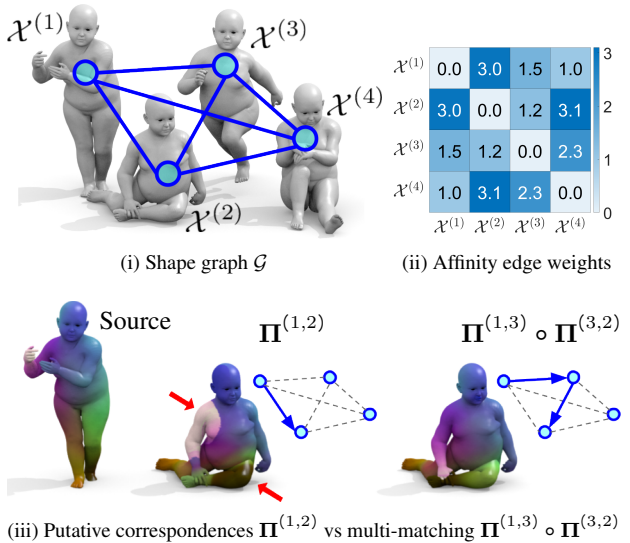 𝒳⁽¹⁾
𝒳⁽³⁾
𝒳⁽⁴⁾
𝒳⁽²⁾
(i) Shape graph 𝒢
𝒳⁽¹⁾ 0.0 3.0 1.5 1.0
𝒳⁽²⁾ 3.0 0.0 1.2 3.1
𝒳⁽³⁾ 1.5 1.2 0.0 2.3
𝒳⁽⁴⁾ 1.0 3.1 2.3 0.0
𝒳⁽¹⁾ 𝒳⁽²⁾ 𝒳⁽³⁾ 𝒳⁽⁴⁾
3
2
1
0
(ii) Affinity edge weights
Source
Π⁽¹,²⁾
Π⁽¹,³⁾ ∘ Π⁽³,²⁾
(iii) Putative correspondences Π⁽¹,²⁾ vs multi-matching Π⁽¹,³⁾ ∘ Π⁽³,²⁾